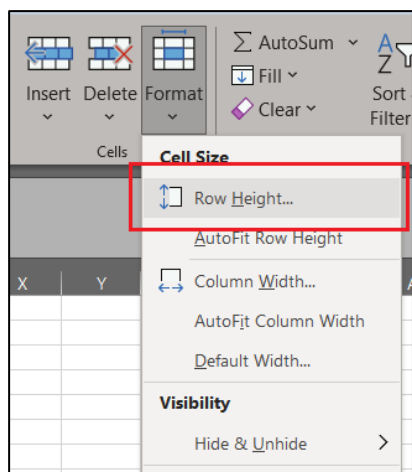 Insert Delete Format
AutoSum
Fill
Clear
Sort
Filter
Cells
Cell Size
Row Height...
AutoFit Row Height
X Y
Column Width...
AutoFit Column Width
Default Width...
Visibility
Hide & Unhide